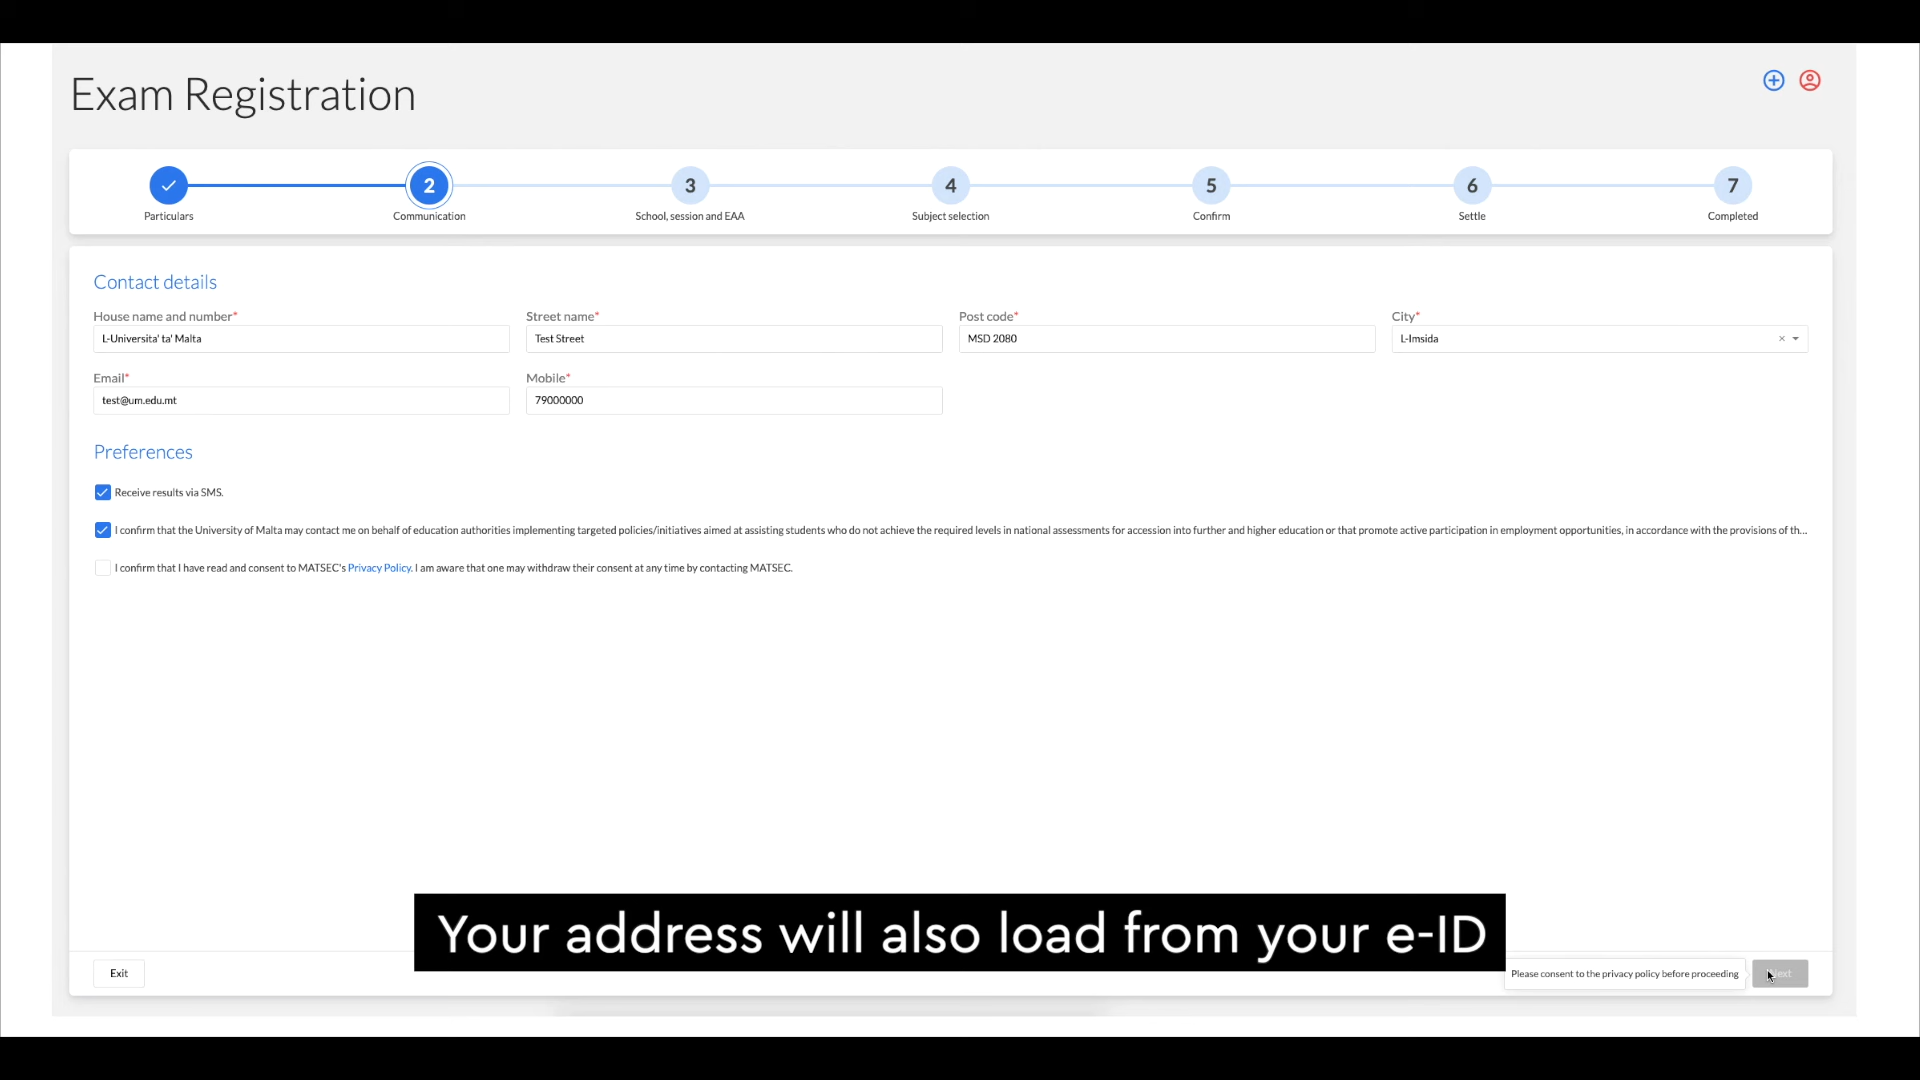 Exam Registration
2
3
4
5
6
7
Particulars
Communication
School, session and EAA
Subject selection
Confirm
Settle
Completed
Contact details
House name and number*
Street name*
Post code*
City*
L-Universita' ta' Malta
Test Street
MSD 2080
L-Imsida
Email*
Mobile*
test@um.edu.mt
79000000
Preferences
Receive results via SMS.
I confirm that the University of Malta may contact me on behalf of education authorities implementing targeted policies/initiatives aimed at assisting students who do not achieve the required levels in national assessments for accession into further and higher education or that promote active participation in employment opportunities, in accordance with the provisions of th...
I confirm that I have read and consent to MATSEC's Privacy Policy. I am aware that one may withdraw their consent at any time by contacting MATSEC.
Your address will also load from your e-ID
Exit
Please consent to the privacy policy before proceeding